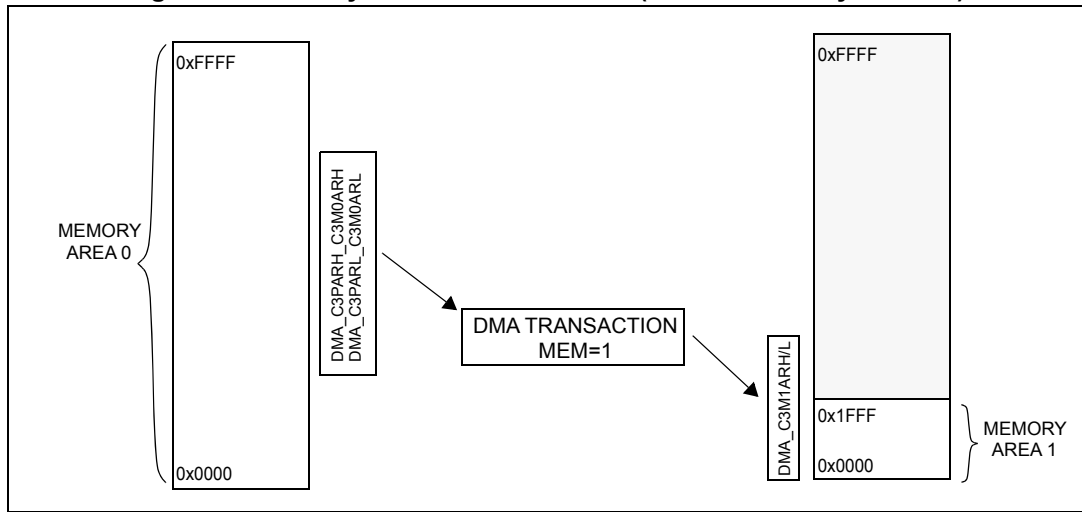 0xFFFF
MEMORY
AREA 0
0x0000
DMA_C3PARH_C3M0ARH
DMA_C3PARL_C3M0ARL
DMA TRANSACTION
MEM=1
DMA_C3M1ARH/L
0xFFFF
0x1FFF
0x0000
MEMORY
AREA 1